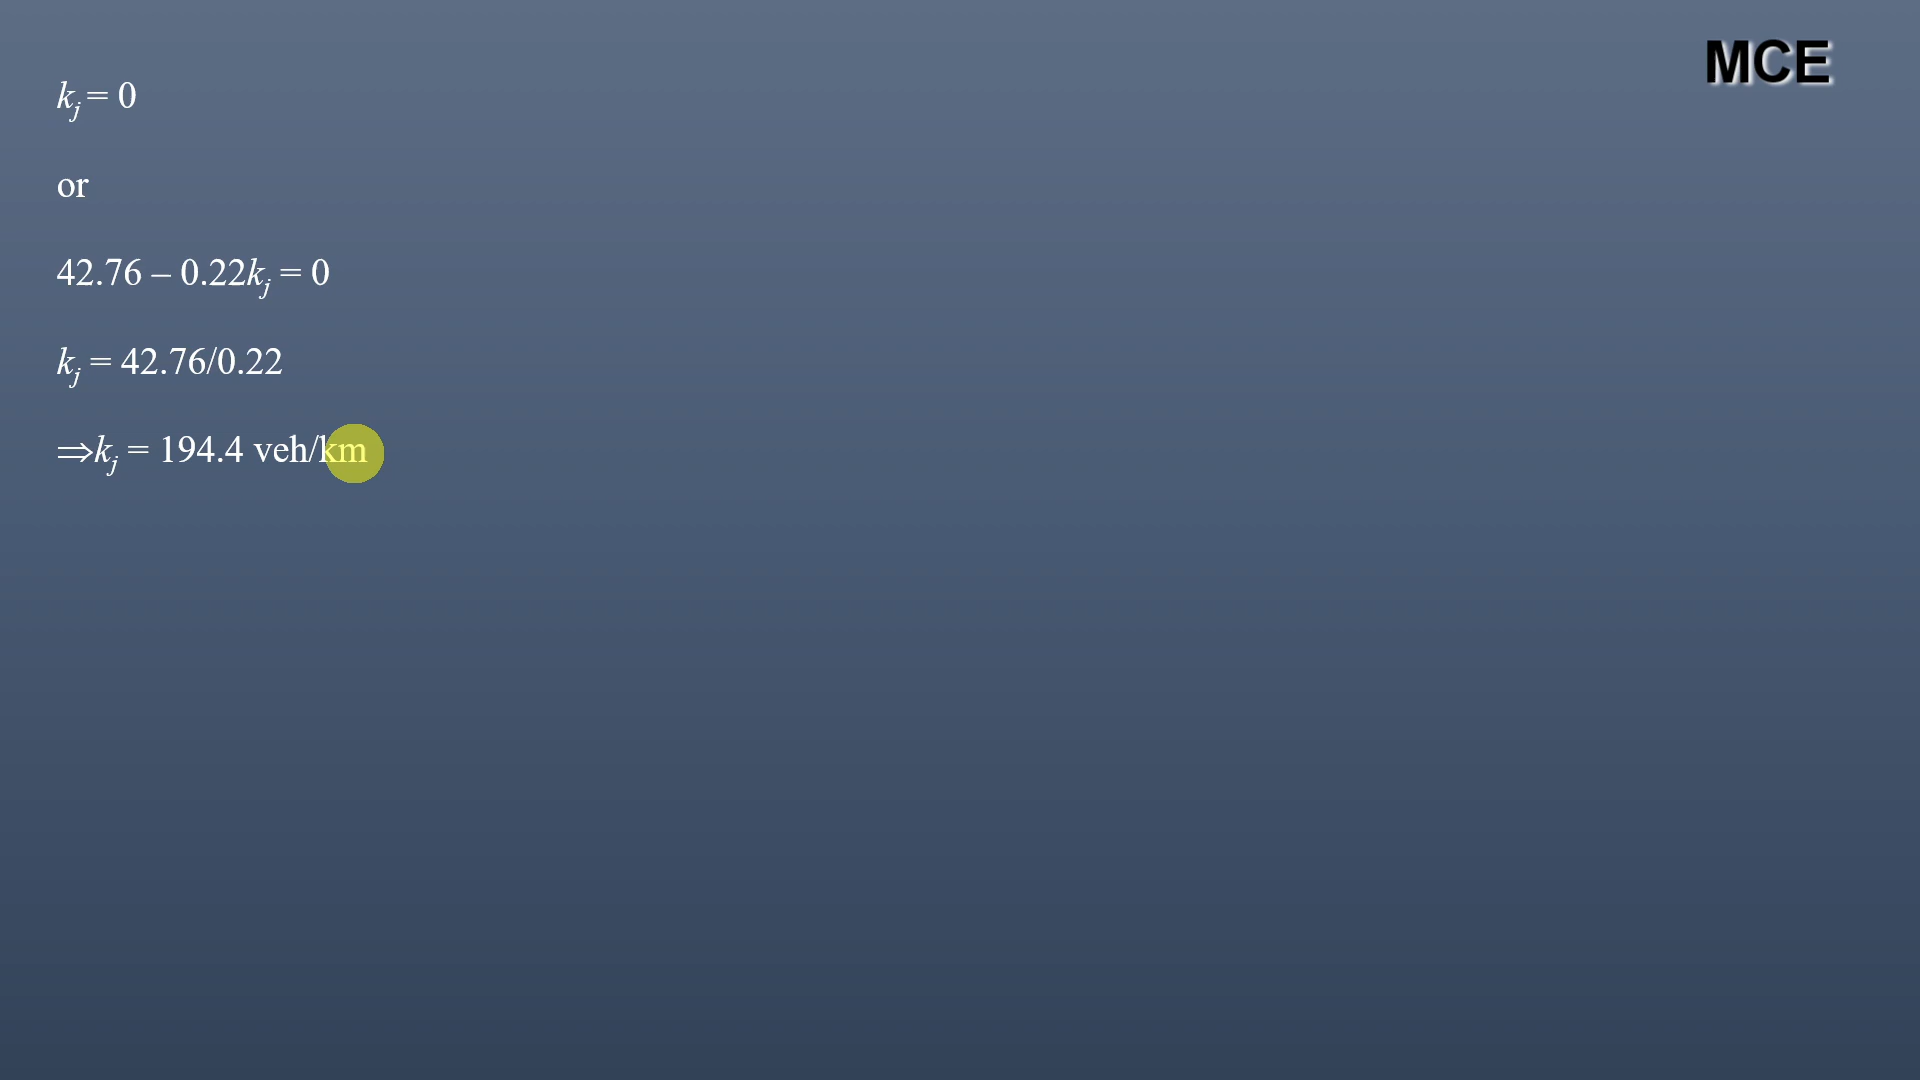 MCE
kj = 0
or
42.76 – 0.22kj = 0
kj = 42.76/0.22
⇒kj = 194.4 veh/km